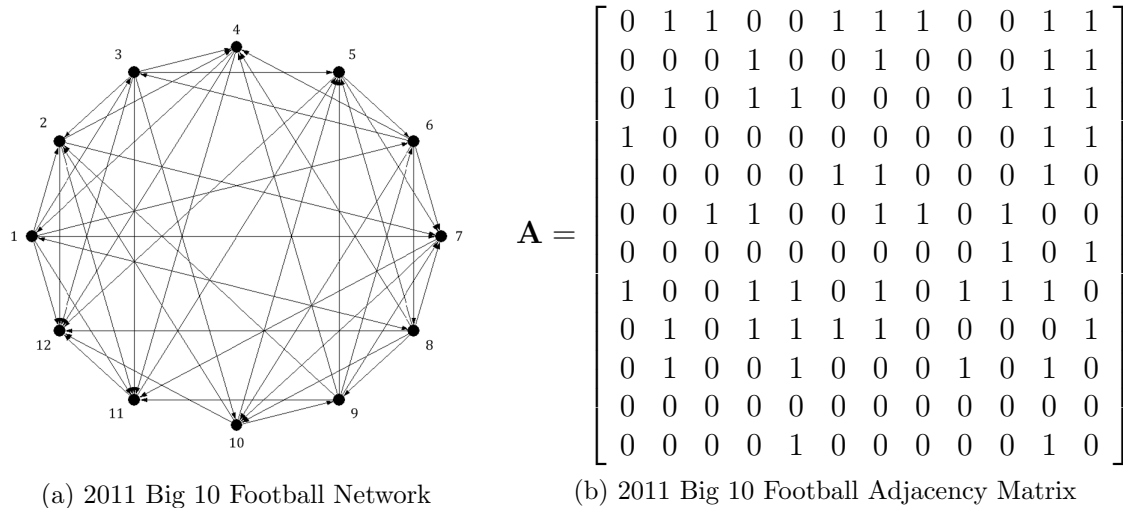 4
3
5
2
6
1
7
12
8
11
9
10
(a) 2011 Big 10 Football Network
A =
0 1 1 0 0 1 1 1 0 0 1 1
0 0 0 1 0 0 1 0 0 0 1 1
0 1 0 1 1 0 0 0 0 1 1 1
1 0 0 0 0 0 0 0 0 0 1 1
0 0 0 0 0 1 1 0 0 0 1 0
0 0 1 1 0 0 1 1 0 1 0 0
0 0 0 0 0 0 0 0 0 1 0 1
1 0 0 1 1 0 1 0 1 1 1 0
0 1 0 1 1 1 1 0 0 0 0 1
0 1 0 0 1 0 0 0 1 0 1 0
0 0 0 0 0 0 0 0 0 0 0 0
0 0 0 0 1 0 0 0 0 0 1 0
(b) 2011 Big 10 Football Adjacency Matrix